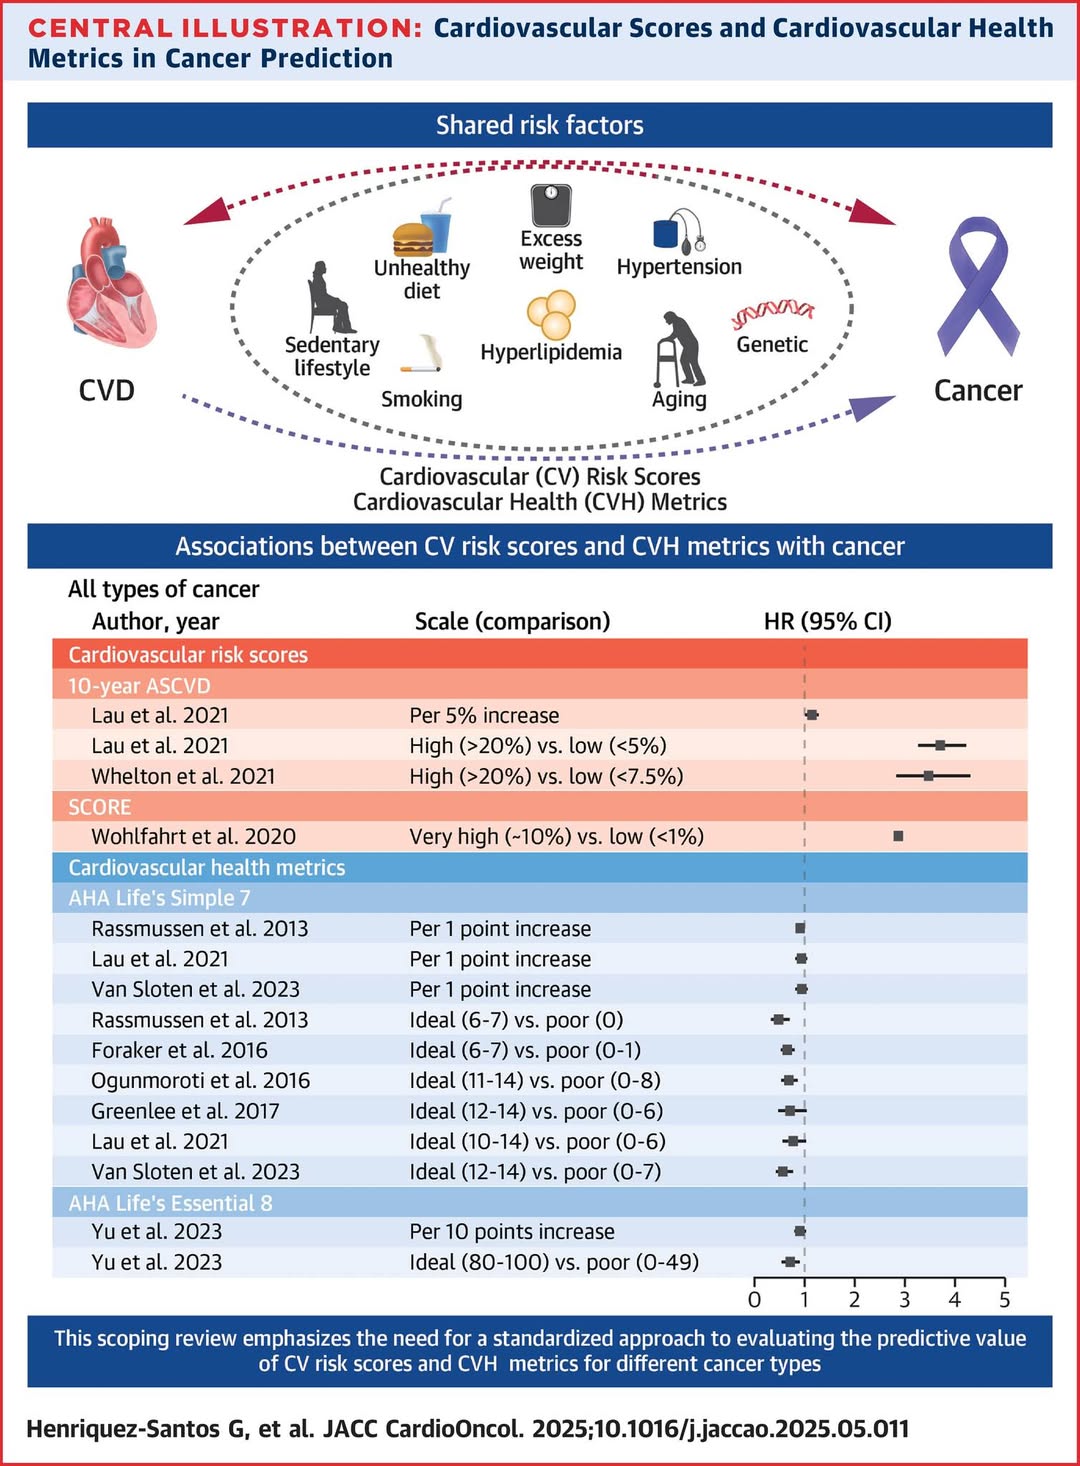 CENTRAL ILLUSTRATION: Cardiovascular Scores and Cardiovascular Health
Metrics in Cancer Prediction
Shared risk factors
Excess
weight
Unhealthy
diet
Hypertension
Sedentary
lifestyle
Hyperlipidemia
Genetic
Smoking
Aging
CVD
Cancer
Cardiovascular (CV) Risk Scores
Cardiovascular Health (CVH) Metrics
Associations between CV risk scores and CVH metrics with cancer
All types of cancer
Author, year Scale (comparison) HR (95% CI)
Cardiovascular risk scores
10-year ASCVD
Lau et al. 2021 Per 5% increase
Lau et al. 2021 High (>20%) vs. low (<5%)
Whelton et al. 2021 High (>20%) vs. low (<7.5%)
SCORE
Wohlfahrt et al. 2020 Very high (~10%) vs. low (<1%)
Cardiovascular health metrics
AHA Life's Simple 7
Rassmussen et al. 2013 Per 1 point increase
Lau et al. 2021 Per 1 point increase
Van Sloten et al. 2023 Per 1 point increase
Rassmussen et al. 2013 Ideal (6-7) vs. poor (0)
Foraker et al. 2016 Ideal (6-7) vs. poor (0-1)
Ogunmoroti et al. 2016 Ideal (11-14) vs. poor (0-8)
Greenlee et al. 2017 Ideal (12-14) vs. poor (0-6)
Lau et al. 2021 Ideal (10-14) vs. poor (0-6)
Van Sloten et al. 2023 Ideal (12-14) vs. poor (0-7)
AHA Life's Essential 8
Yu et al. 2023 Per 10 points increase
Yu et al. 2023 Ideal (80-100) vs. poor (0-49)
0 1 2 3 4 5
This scoping review emphasizes the need for a standardized approach to evaluating the predictive value
of CV risk scores and CVH metrics for different cancer types
Henriquez-Santos G, et al. JACC CardioOncol. 2025;10.1016/j.jaccao.2025.05.011